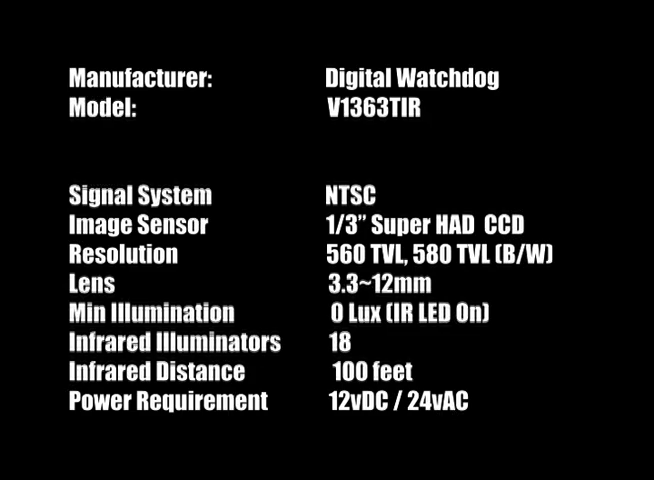 Manufacturer: Digital Watchdog
Model: V1363TIR
Signal System NTSC
Image Sensor 1/3” Super HAD CCD
Resolution 560 TVL, 580 TVL (B/W)
Lens 3.3~12mm
Min Illumination 0 Lux (IR LED On)
Infrared Illuminators 18
Infrared Distance 100 feet
Power Requirement 12vDC / 24vAC